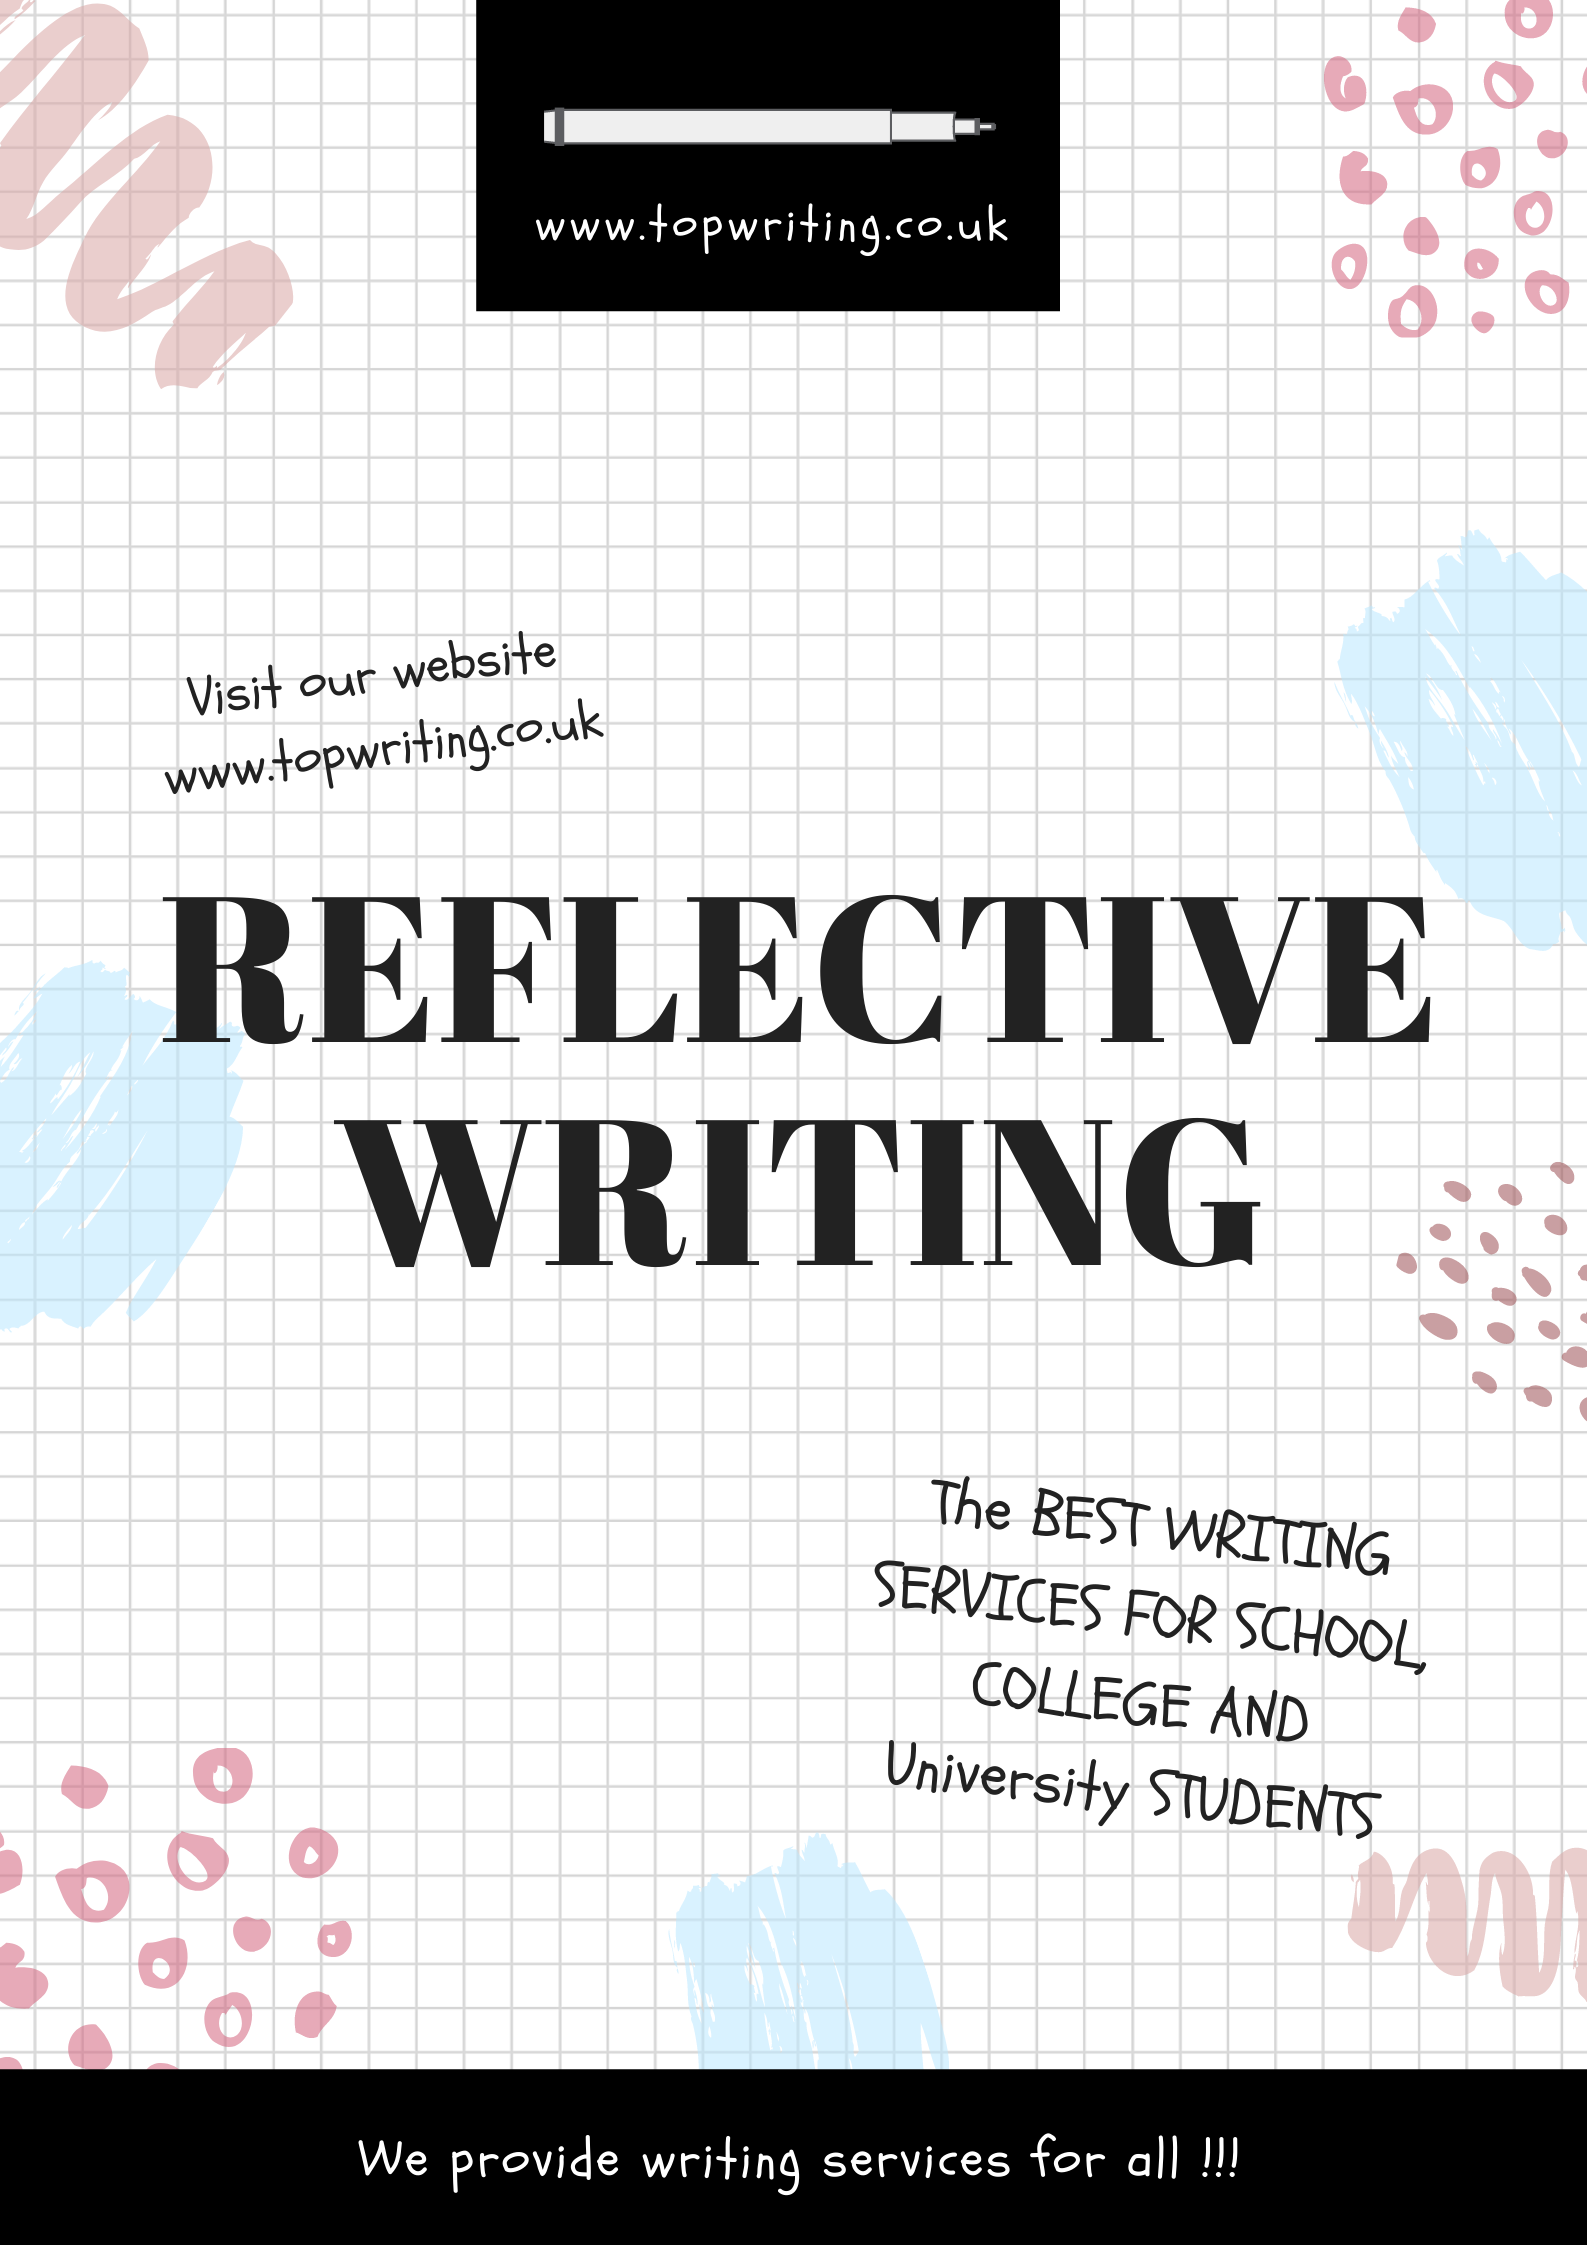 www.topwriting.co.uk
Visit our website
www.topwriting.co.uk
REFLECTIVE
WRITING
The BEST WRITING
SERVICES FOR SCHOOL,
COLLEGE AND
University STUDENTS
We provide writing services for all !!!